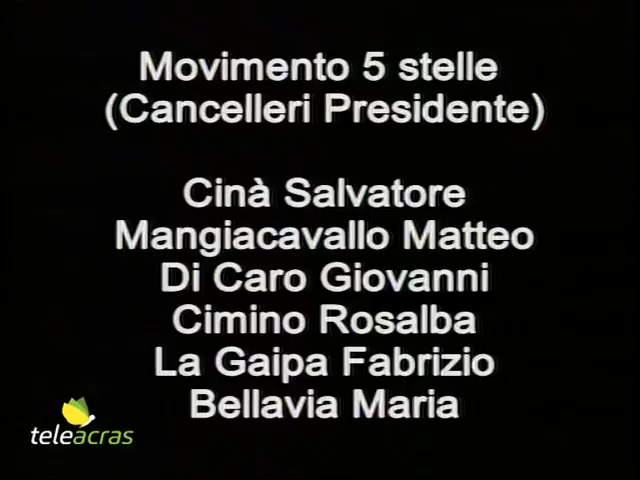 Movimento 5 stelle
(Cancelleri Presidente)
Cinà Salvatore
Mangiacavallo Matteo
Di Caro Giovanni
Cimino Rosalba
La Gaipa Fabrizio
Bellavia Maria
teleacras